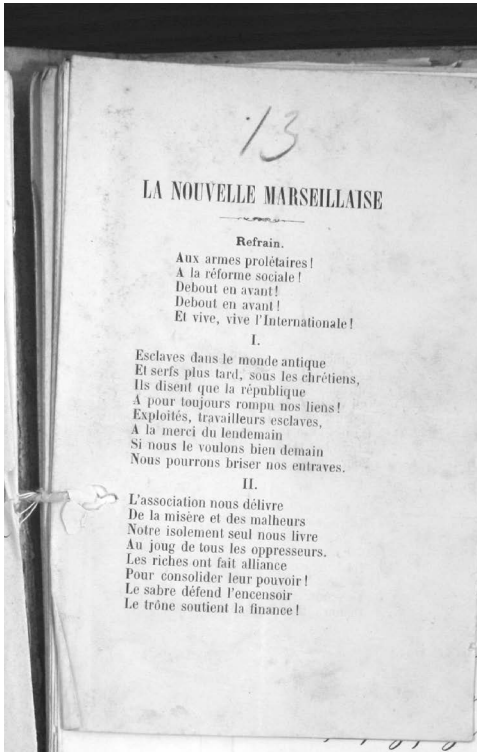 13
LA NOUVELLE MARSEILLAISE
Refrain.
Aux armes prolétaires !
A la réforme sociale !
Debout en avant !
Debout en avant !
Et vive, vive l'Internationale !
I.
Esclaves dans le monde antique
Et serfs plus tard, sous les chrétiens,
Ils disent que la république
A pour toujours rompu nos liens !
Exploités, travailleurs esclaves,
A la merci du lendemain
Si nous le voulons bien demain
Nous pourrons briser nos entraves.
II.
L'association nous délivre
De la misère et des malheurs
Notre isolement seul nous livre
Au joug de tous les oppresseurs.
Les riches ont fait alliance
Pour consolider leur pouvoir !
Le sabre défend l'encensoir
Le trône soutient la finance !